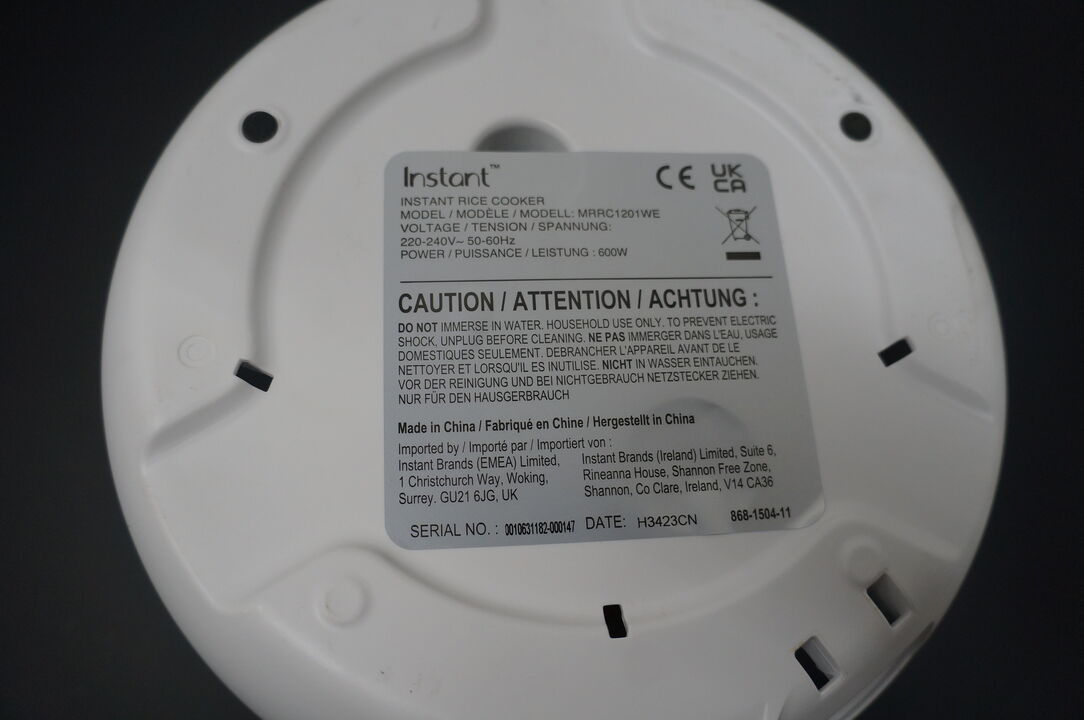 Instant™
CE UK CA
INSTANT RICE COOKER
MODEL / MODÈLE / MODELL: MRRC1201WE
VOLTAGE / TENSION / SPANNUNG:
220-240V~ 50-60Hz
POWER / PUISSANCE / LEISTUNG : 600W
CAUTION / ATTENTION / ACHTUNG :
DO NOT IMMERSE IN WATER. HOUSEHOLD USE ONLY. TO PREVENT ELECTRIC
SHOCK, UNPLUG BEFORE CLEANING. NE PAS IMMERGER DANS L'EAU, USAGE
DOMESTIQUES SEULEMENT. DEBRANCHER L'APPAREIL AVANT DE LE
NETTOYER ET LORSQU'IL ES INUTILISE. NICHT IN WASSER EINTAUCHEN.
VOR DER REINIGUNG UND BEI NICHTGEBRAUCH NETZSTECKER ZIEHEN.
NUR FÜR DEN HAUSGERBRAUCH
Made in China / Fabriqué en Chine / Hergestellt in China
Imported by / Importé par / Importiert von :
Instant Brands (EMEA) Limited,
1 Christchurch Way, Woking,
Surrey. GU21 6JG, UK
Instant Brands (Ireland) Limited, Suite 6,
Rineanna House, Shannon Free Zone,
Shannon, Co Clare, Ireland, V14 CA36
SERIAL NO. : 0010631182-000147 DATE: H3423CN 868-1504-11